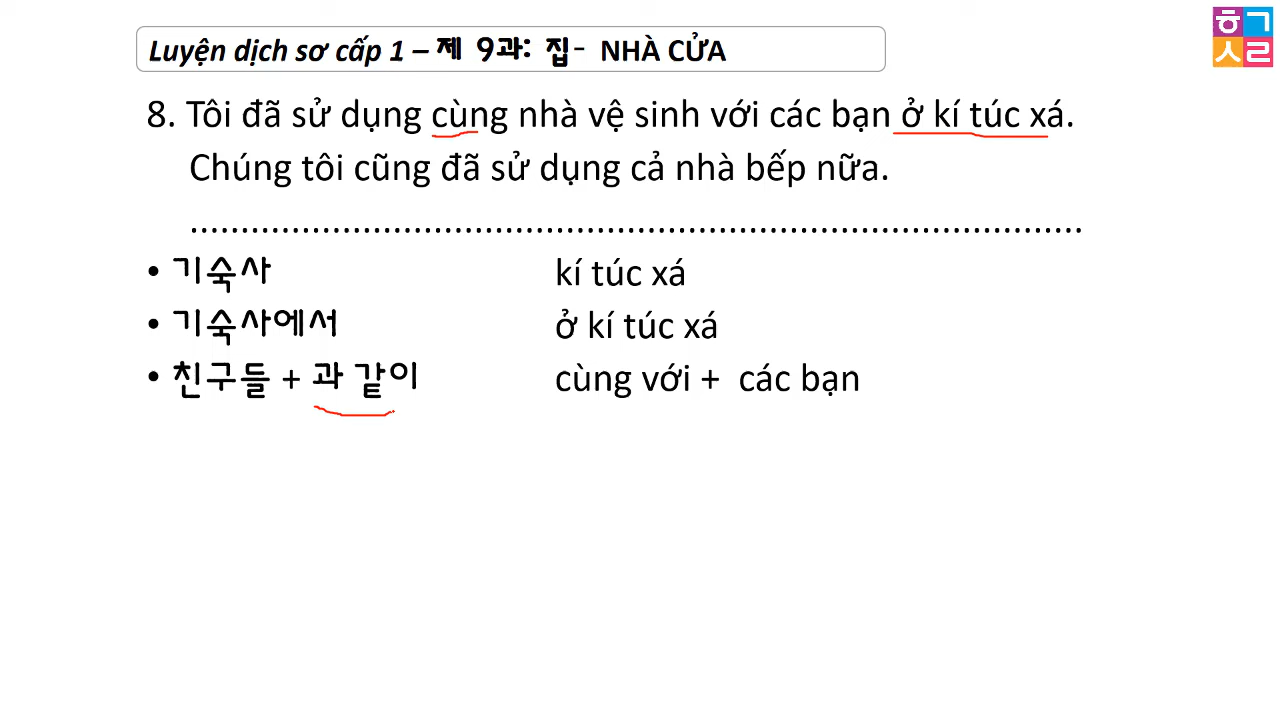 Luyện dịch sơ cấp 1 – 제 9과: 집- NHÀ CỬA
ㅎㄱ
ㅅㄹ
8. Tôi đã sử dụng cùng nhà vệ sinh với các bạn ở kí túc xá.
Chúng tôi cũng đã sử dụng cả nhà bếp nữa.
................................................................................................
• 기숙사 kí túc xá
• 기숙사에서 ở kí túc xá
• 친구들 + 과 같이 cùng với + các bạn